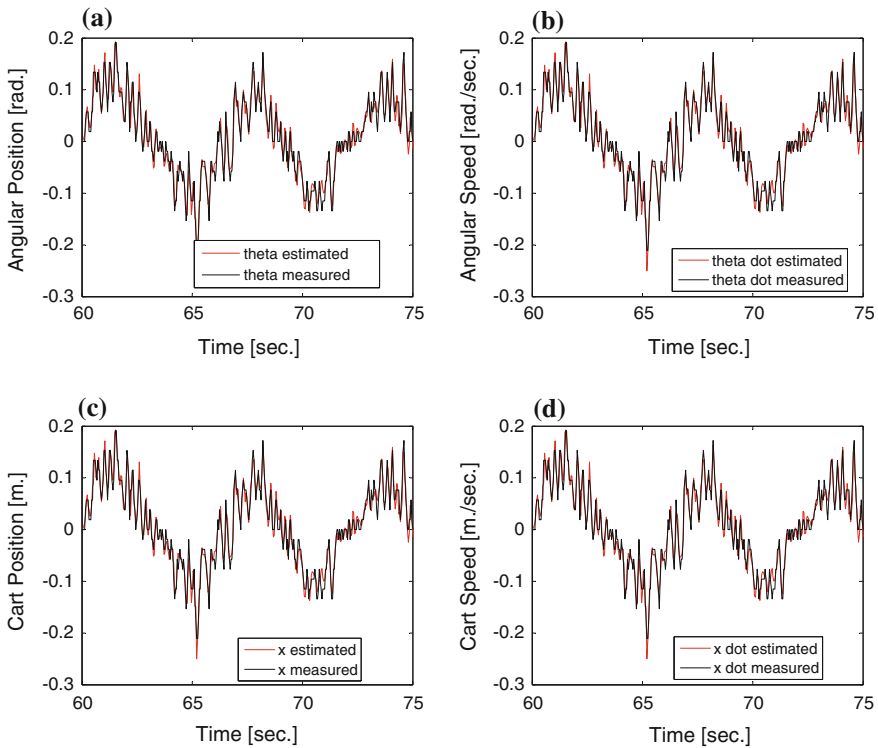 (a)
0.2
0.1
0
-0.1
-0.2
-0.3
Angular Position [rad.]
theta estimated
theta measured
60
65
70
75
Time [sec.]
(b)
0.2
0.1
0
-0.1
-0.2
-0.3
Angular Speed [rad./sec.]
theta dot estimated
theta dot measured
60
65
70
75
Time [sec.]
(c)
0.2
0.1
0
-0.1
-0.2
-0.3
Cart Position [m.]
x estimated
x measured
60
65
70
75
Time [sec.]
(d)
0.2
0.1
0
-0.1
-0.2
-0.3
Cart Speed [m./sec.]
x dot estimated
x dot measured
60
65
70
75
Time [sec.]